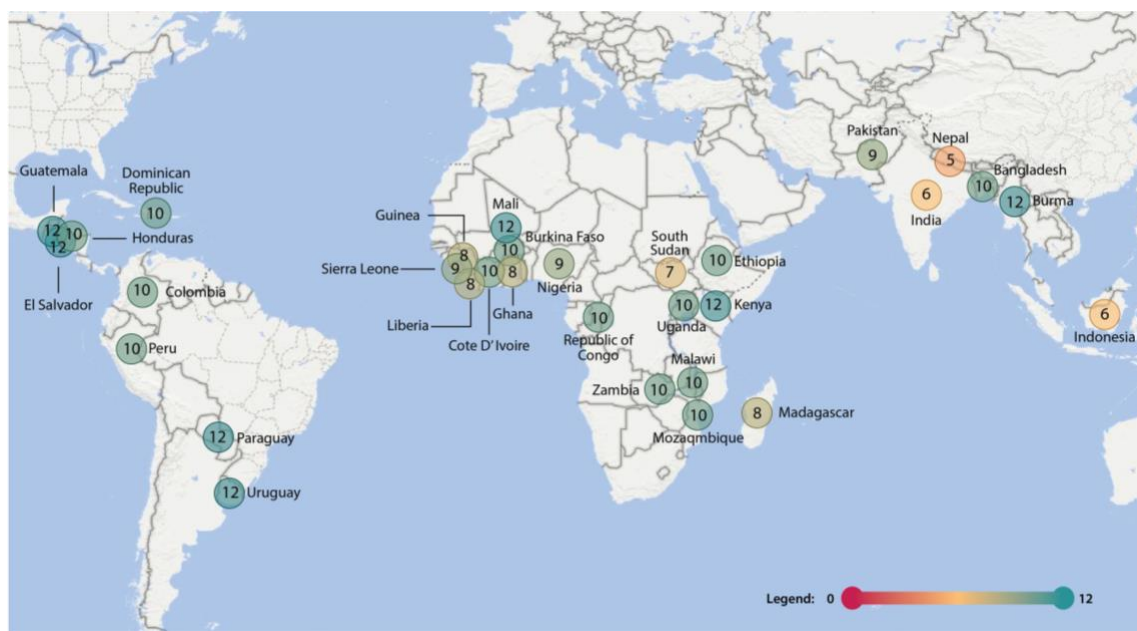 Guatemala
12
10
12
Honduras
El Salvador
Dominican
Republic
10
10
Colombia
10
Peru
12
Paraguay
12
Uruguay
Guinea
8
Sierra Leone
9
Liberia
8
Mali
12
Burkina Faso
10
10
Cote D' Ivoire
8
Ghana
9
Nigeria
South
Sudan
7
10
Ethiopia
10
Uganda
12
Kenya
10
Republic of
Congo
Malawi
10
Zambia
10
10
Mozaqmbique
8
Madagascar
Pakistan
9
Nepal
5
6
India
Bangladesh
10
12
Burma
6
Indonesia
Legend: 0
12